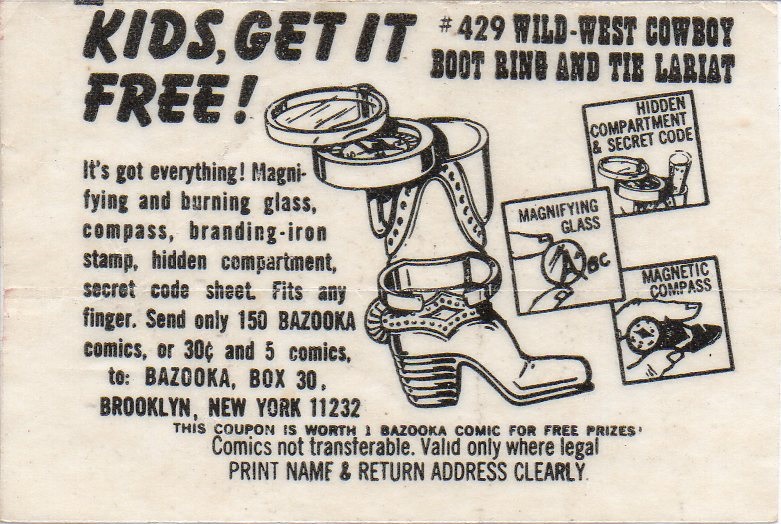 KIDS, GET IT
FREE!
#429 WILD-WEST COWBOY
BOOT RING AND TIE LARIAT
HIDDEN
COMPARTMENT
& SECRET CODE
It's got everything! Magni-
fying and burning glass,
compass, branding-iron
stamp, hidden compartment,
secret code sheet. Fits any
finger. Send only 150 BAZOOKA
comics, or 30¢ and 5 comics,
to: BAZOOKA, BOX 30,
BROOKLYN, NEW YORK 11232
MAGNIFYING
GLASS
ABC
MAGNETIC
COMPASS
THIS COUPON IS WORTH 1 BAZOOKA COMIC FOR FREE PRIZES!
Comics not transferable. Valid only where legal
PRINT NAME & RETURN ADDRESS CLEARLY.